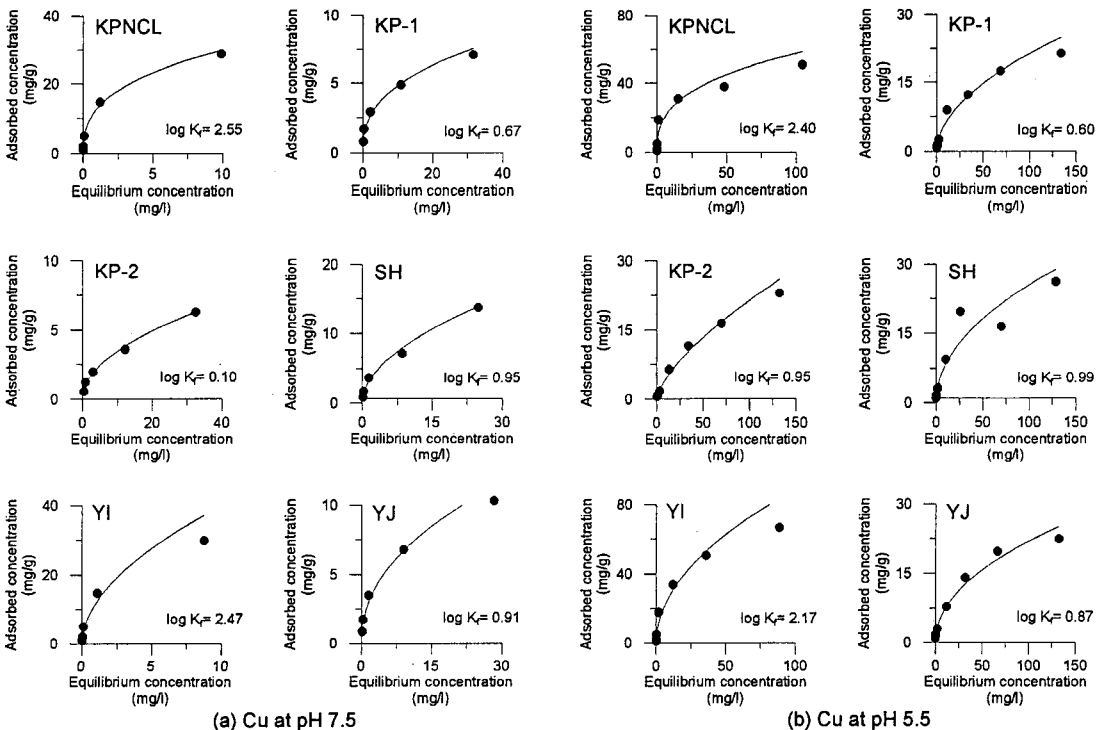 KPNCL
Adsorbed concentration
(mg/g)
40
30
20
10
0
log Kf= 2.55
0 5 10
Equilibrium concentration
(mg/l)
KP-1
Adsorbed concentration
(mg/g)
10
5
0
log Kf= 0.67
0 20 40
Equilibrium concentration
(mg/l)
KP-2
Adsorbed concentration
(mg/g)
10
5
0
log Kf= 0.10
0 20 40
Equilibrium concentration
(mg/l)
SH
Adsorbed concentration
(mg/g)
20
15
10
5
0
log Kf= 0.95
0 15 30
Equilibrium concentration
(mg/l)
YI
Adsorbed concentration
(mg/g)
40
20
0
log Kf= 2.47
0 5 10
Equilibrium concentration
(mg/l)
YJ
Adsorbed concentration
(mg/g)
10
8
6
4
2
0
log Kf= 0.91
0 15 30
Equilibrium concentration
(mg/l)
(a) Cu at pH 7.5
KPNCL
Adsorbed concentration
(mg/g)
80
60
40
20
0
log Kf= 2.40
0 50 100
Equilibrium concentration
(mg/l)
KP-1
Adsorbed concentration
(mg/g)
30
15
0
log Kf= 0.60
0 50 100 150
Equilibrium concentration
(mg/l)
KP-2
Adsorbed concentration
(mg/g)
30
15
0
log Kf= 0.95
0 50 100 150
Equilibrium concentration
(mg/l)
SH
Adsorbed concentration
(mg/g)
30
15
0
log Kf= 0.99
0 50 100 150
Equilibrium concentration
(mg/l)
YI
Adsorbed concentration
(mg/g)
80
40
0
log Kf= 2.17
0 50 100
Equilibrium concentration
(mg/l)
YJ
Adsorbed concentration
(mg/g)
30
15
0
log Kf= 0.87
0 50 100 150
Equilibrium concentration
(mg/l)
(b) Cu at pH 5.5